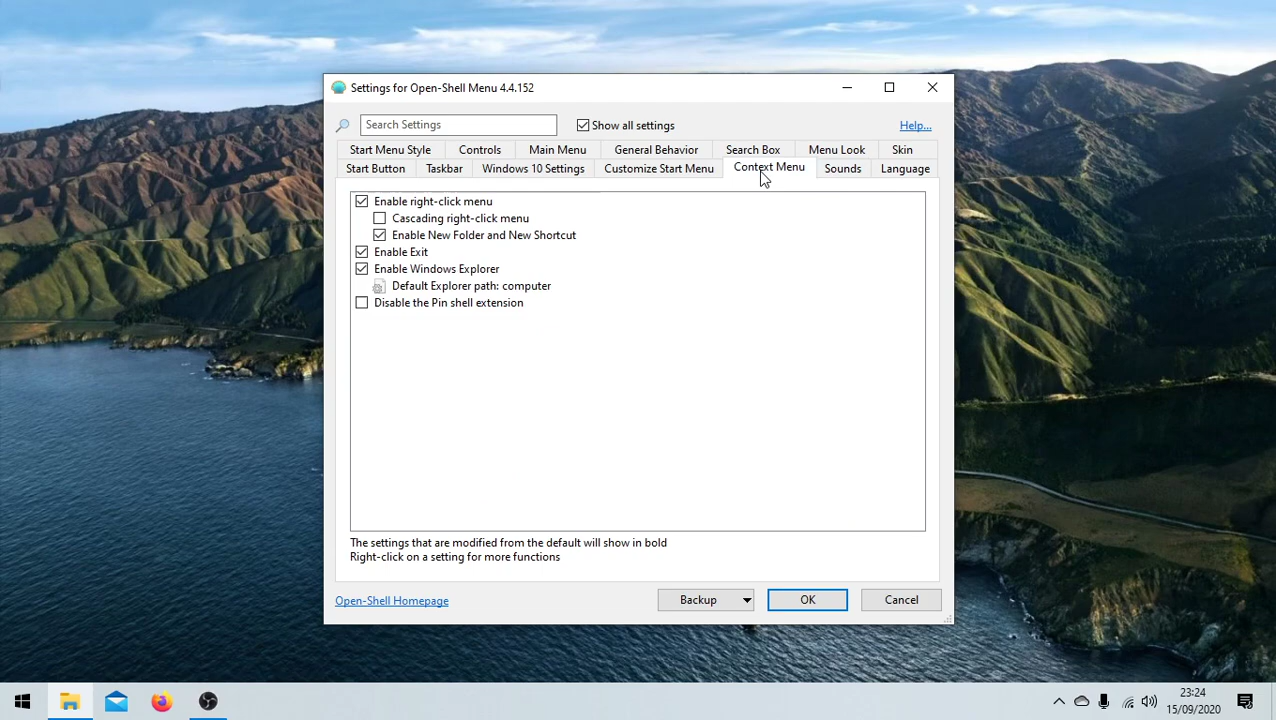 Settings for Open-Shell Menu 4.4.152
Search Settings
Show all settings
Help...
Start Menu Style
Controls
Main Menu
General Behavior
Search Box
Menu Look
Skin
Start Button
Taskbar
Windows 10 Settings
Customize Start Menu
Context Menu
Sounds
Language
Enable right-click menu
Cascading right-click menu
Enable New Folder and New Shortcut
Enable Exit
Enable Windows Explorer
Default Explorer path: computer
Disable the Pin shell extension
The settings that are modified from the default will show in bold
Right-click on a setting for more functions
Open-Shell Homepage
Backup
OK
Cancel
23:24
15/09/2020